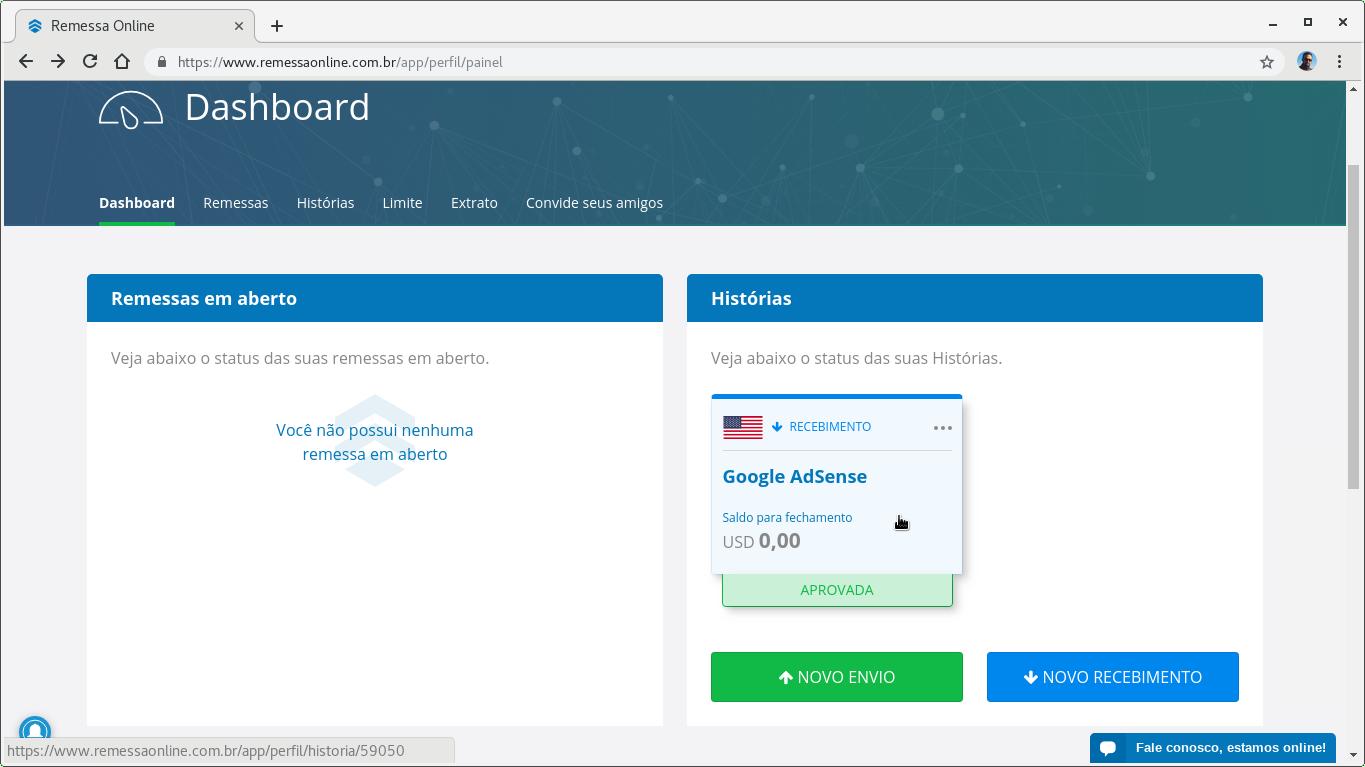 Remessa Online
https://www.remessaonline.com.br/app/perfil/painel
Dashboard
Dashboard Remessas Histórias Limite Extrato Convide seus amigos
Remessas em aberto
Veja abaixo o status das suas remessas em aberto.
Você não possui nenhuma
remessa em aberto
Histórias
Veja abaixo o status das suas Histórias.
RECEBIMENTO
Google AdSense
Saldo para fechamento
USD 0,00
APROVADA
NOVO ENVIO
NOVO RECEBIMENTO
https://www.remessaonline.com.br/app/perfil/historia/59050
Fale conosco, estamos online!